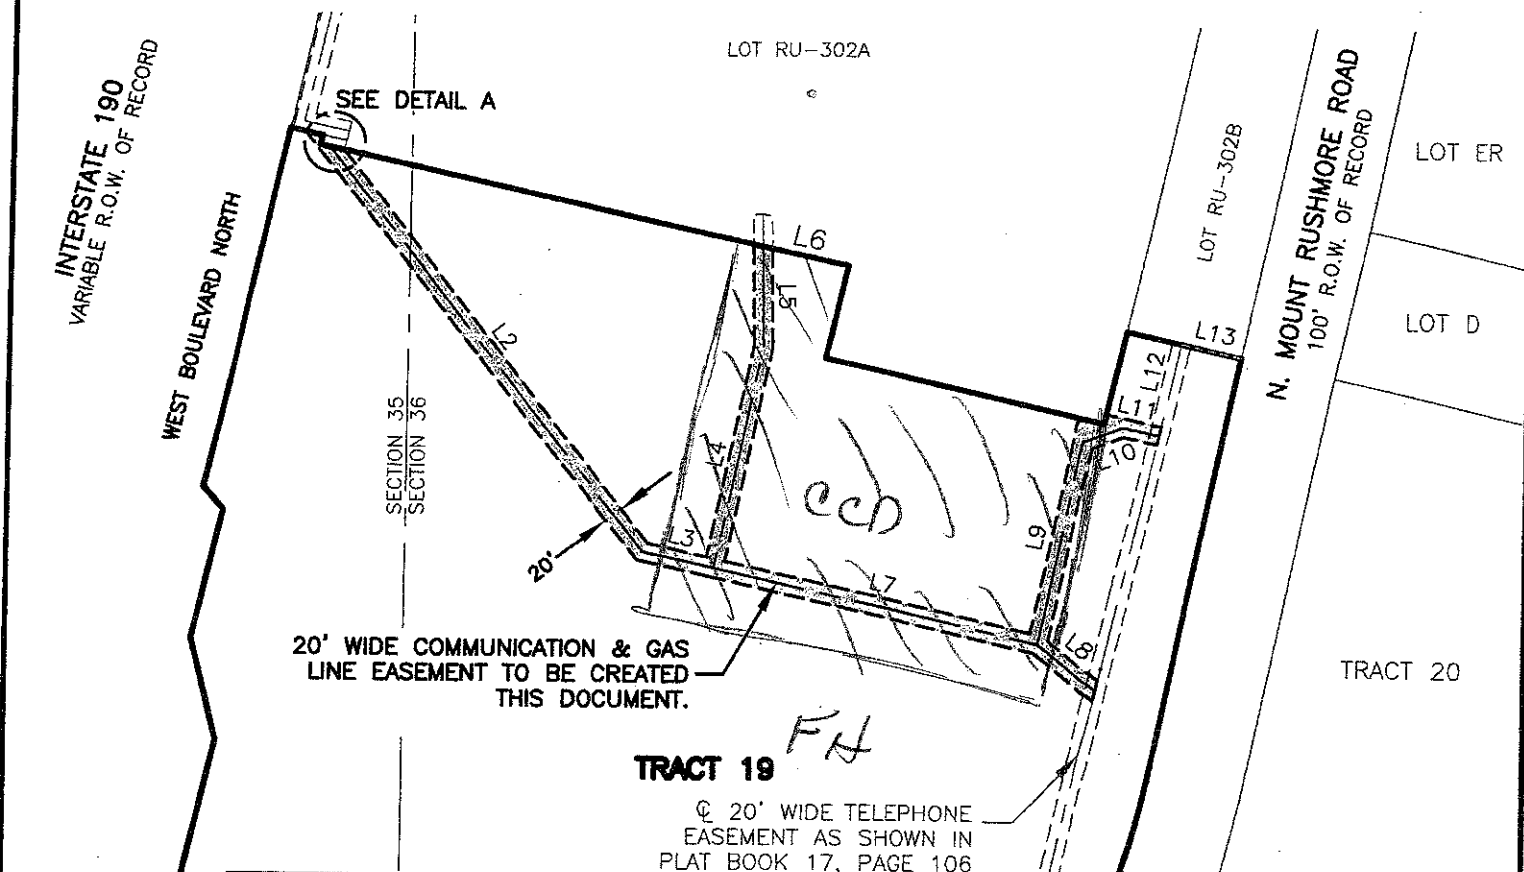 LOT RU-302A
INTERSTATE 190
VARIABLE R.O.W. OF RECORD
SEE DETAIL A
WEST BOULEVARD NORTH
L6
LOT RU-302B
N. MOUNT RUSHMORE ROAD
100' R.O.W. OF RECORD
LOT ER
LOT D
L13
L12
L11
L10
L5
L2
L4
SECTION 35
SECTION 36
CCD
L9
L3
20'
L7
L8
20' WIDE COMMUNICATION & GAS
LINE EASEMENT TO BE CREATED
THIS DOCUMENT.
TRACT 20
FH
TRACT 19
℄ 20' WIDE TELEPHONE
EASEMENT AS SHOWN IN
PLAT BOOK 17, PAGE 106